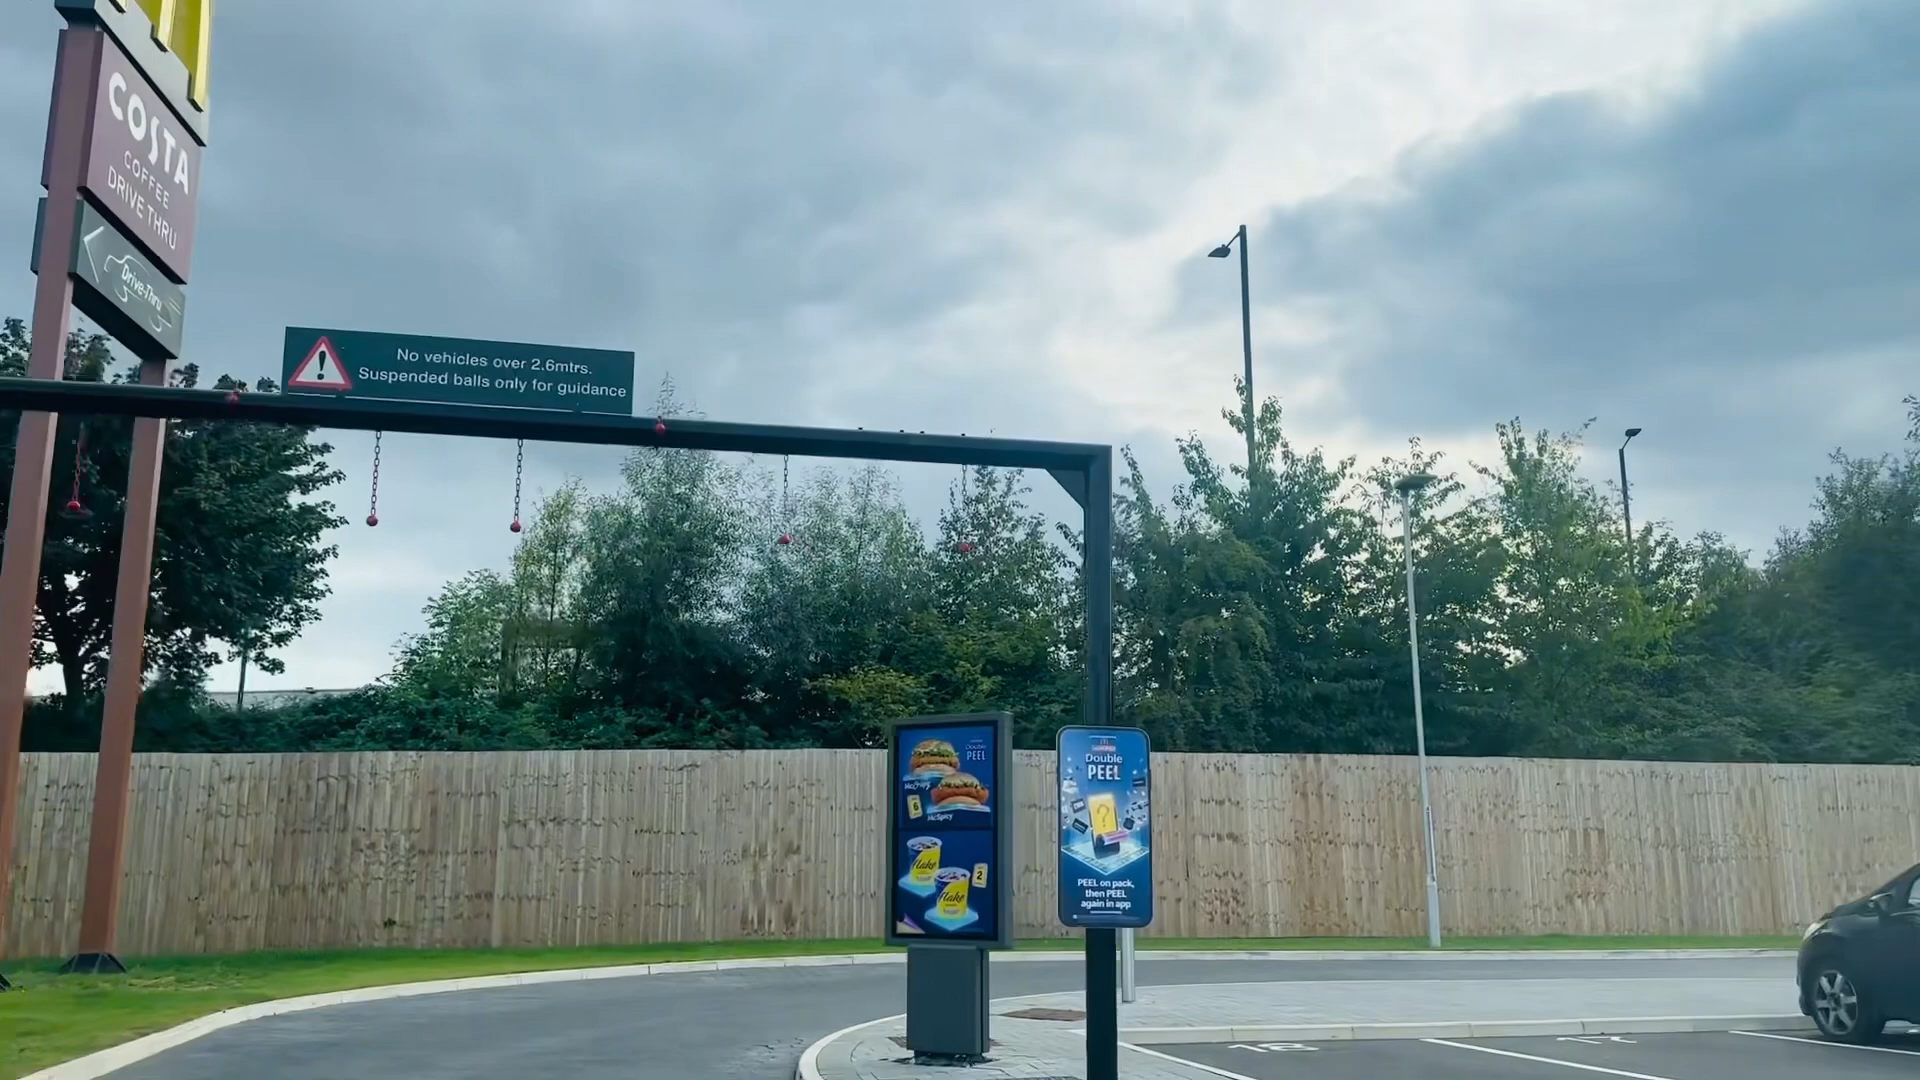 COSTA
COFFEE
DRIVE THRU
Drive-Thru
No vehicles over 2.6mtrs.
Suspended balls only for guidance
Double
PEEL
McSpicy
6
flake
2
flake
Double
PEEL
?
PEEL on pack,
then PEEL
again in app
18
17